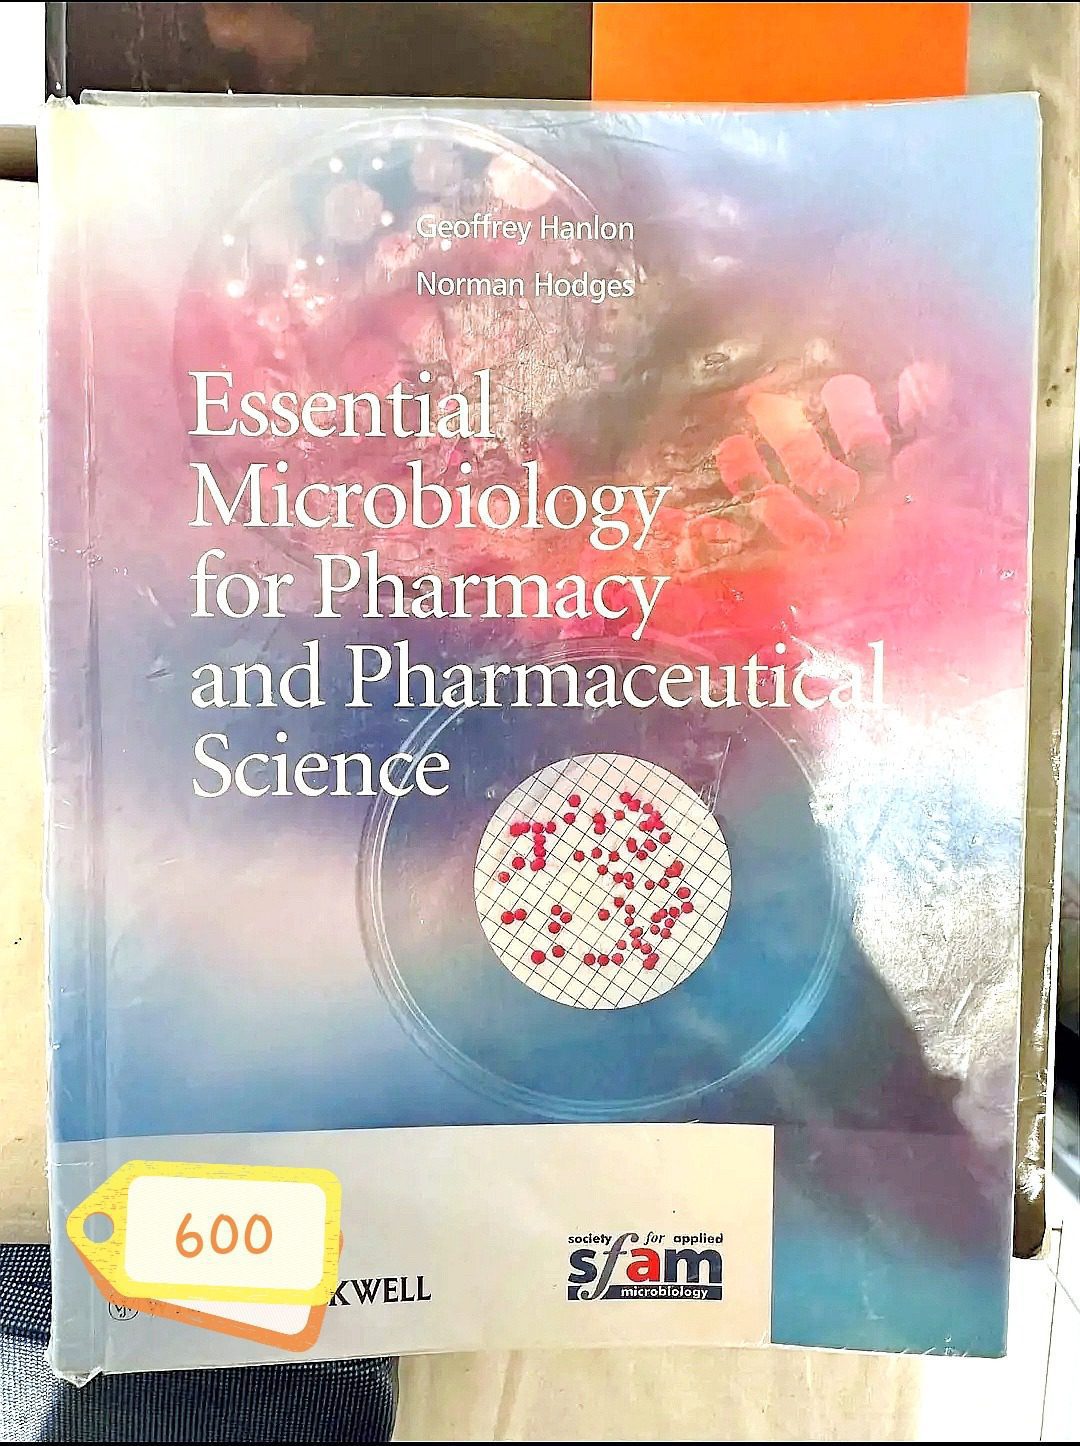 Geoffrey Hanlon
Norman Hodges
Essential
Microbiology
for Pharmacy
and Pharmaceutical
Science
600
KWELL
society for applied
sfam
microbiology